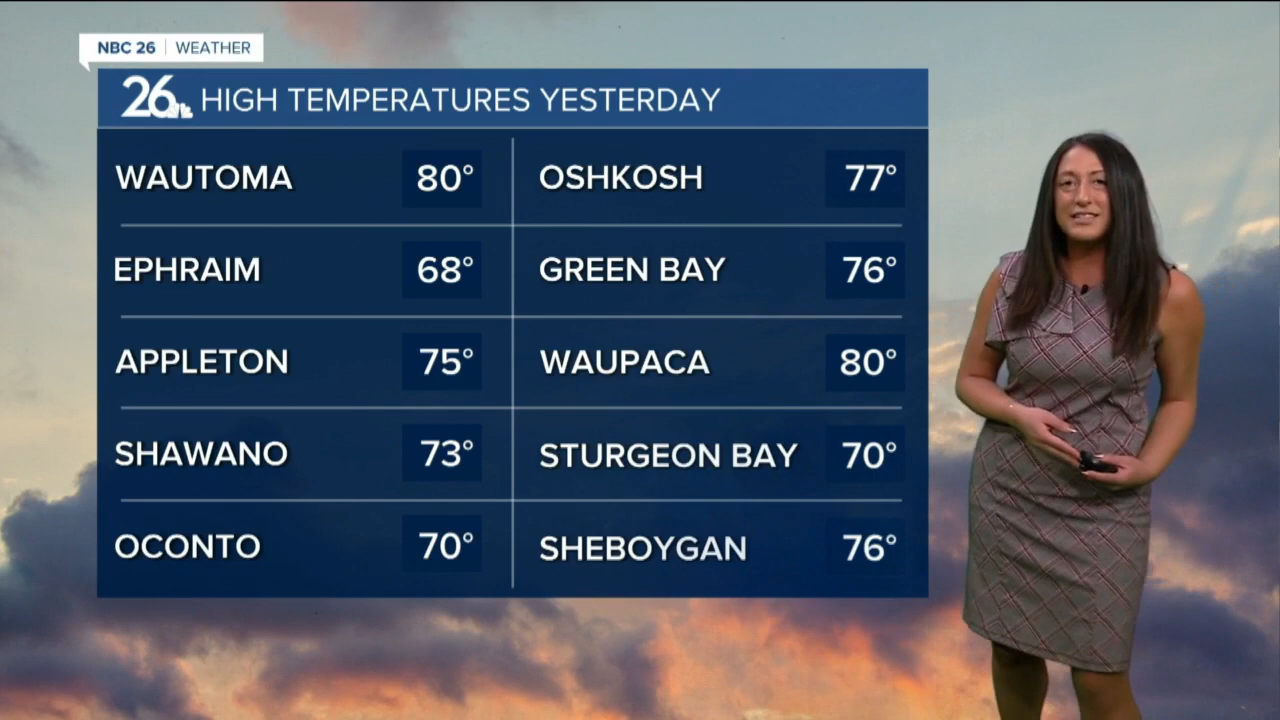 NBC 26 | WEATHER
26 HIGH TEMPERATURES YESTERDAY
WAUTOMA 80°
EPHRAIM 68°
APPLETON 75°
SHAWANO 73°
OCONTO 70°
OSHKOSH 77°
GREEN BAY 76°
WAUPACA 80°
STURGEON BAY 70°
SHEBOYGAN 76°